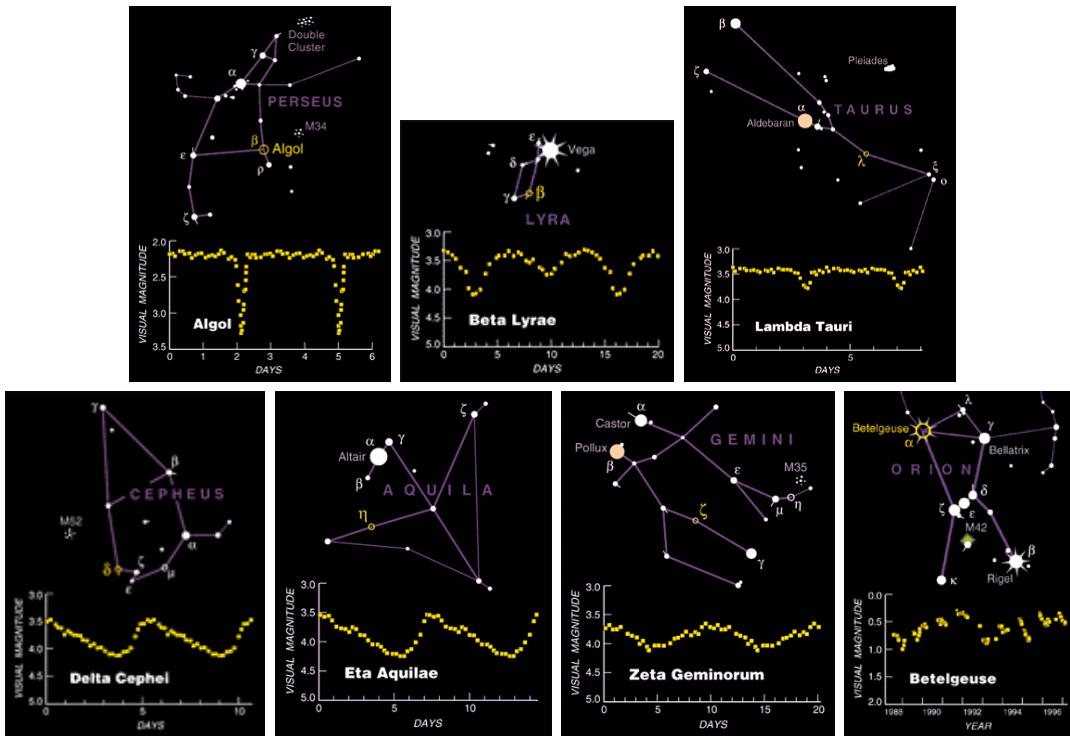 Double
Cluster
γ
α
PERSEUS
M34
β
Algol
ε
ρ
ζ
2.0
2.5
3.0
3.5
VISUAL MAGNITUDE
Algol
0 1 2 3 4 5 6
DAYS
ε
Vega
δ
γ
β
LYRA
3.0
3.5
4.0
4.5
5.0
VISUAL MAGNITUDE
Beta Lyrae
0 5 10 15 20
DAYS
β
ζ
Pleiades
α
TAURUS
Aldebaran
λ
ξ
ο
3.0
3.5
4.0
4.5
5.0
VISUAL MAGNITUDE
Lambda Tauri
0 5
DAYS
γ
β
CEPHEUS
M52
α
δ
ζ
μ
ε
3.0
3.5
4.0
4.5
5.0
VISUAL MAGNITUDE
Delta Cephei
0 5 10
DAYS
ζ
α
γ
Altair
β
AQUILA
η
3.0
3.5
4.0
4.5
5.0
VISUAL MAGNITUDE
Eta Aquilae
0 5 10
DAYS
α
Castor
GEMINI
Pollux
β
ε
M35
μ
η
ζ
γ
3.0
3.5
4.0
4.5
5.0
VISUAL MAGNITUDE
Zeta Geminorum
0 5 10 15 20
DAYS
λ
Betelgeuse
α
γ
Bellatrix
ORION
δ
ζ
ε
M42
β
κ
Rigel
0.0
0.5
1.0
1.5
2.0
VISUAL MAGNITUDE
Betelgeuse
1988 1990 1992 1994 1996
YEAR